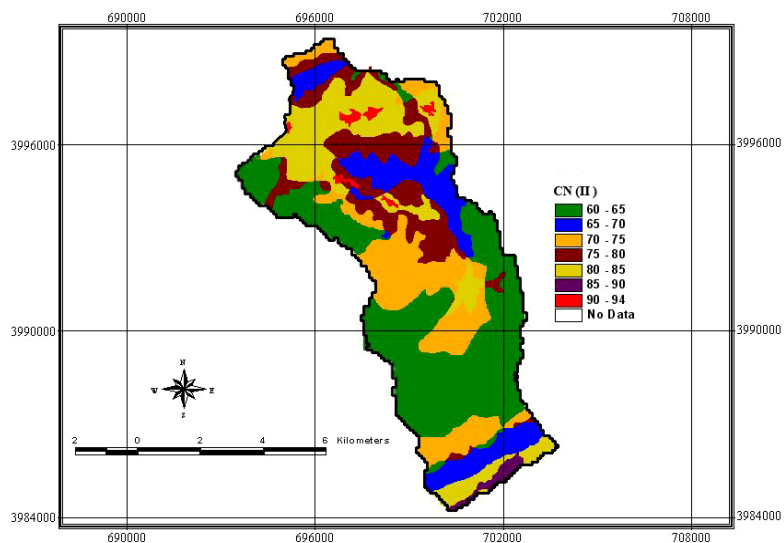 690000 696000 702000 708000
3996000 3996000
CN (II)
60 - 65
65 - 70
70 - 75
75 - 80
80 - 85
85 - 90
90 - 94
No Data
3990000 3990000
N
W E
S
2 0 2 4 6 Kilometers
3984000 3984000
690000 696000 702000 708000